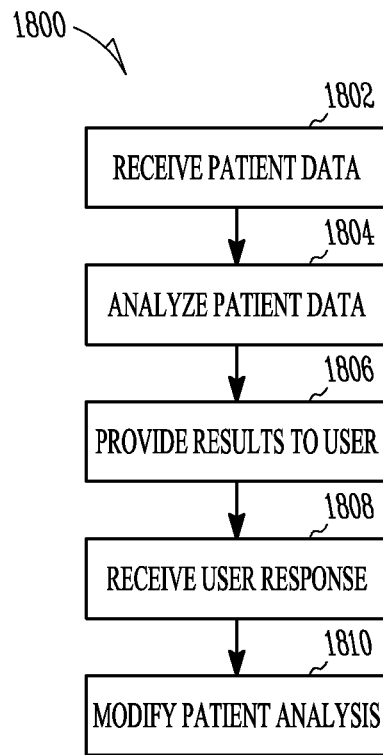 1800
1802
RECEIVE PATIENT DATA
1804
ANALYZE PATIENT DATA
1806
PROVIDE RESULTS TO USER
1808
RECEIVE USER RESPONSE
1810
MODIFY PATIENT ANALYSIS